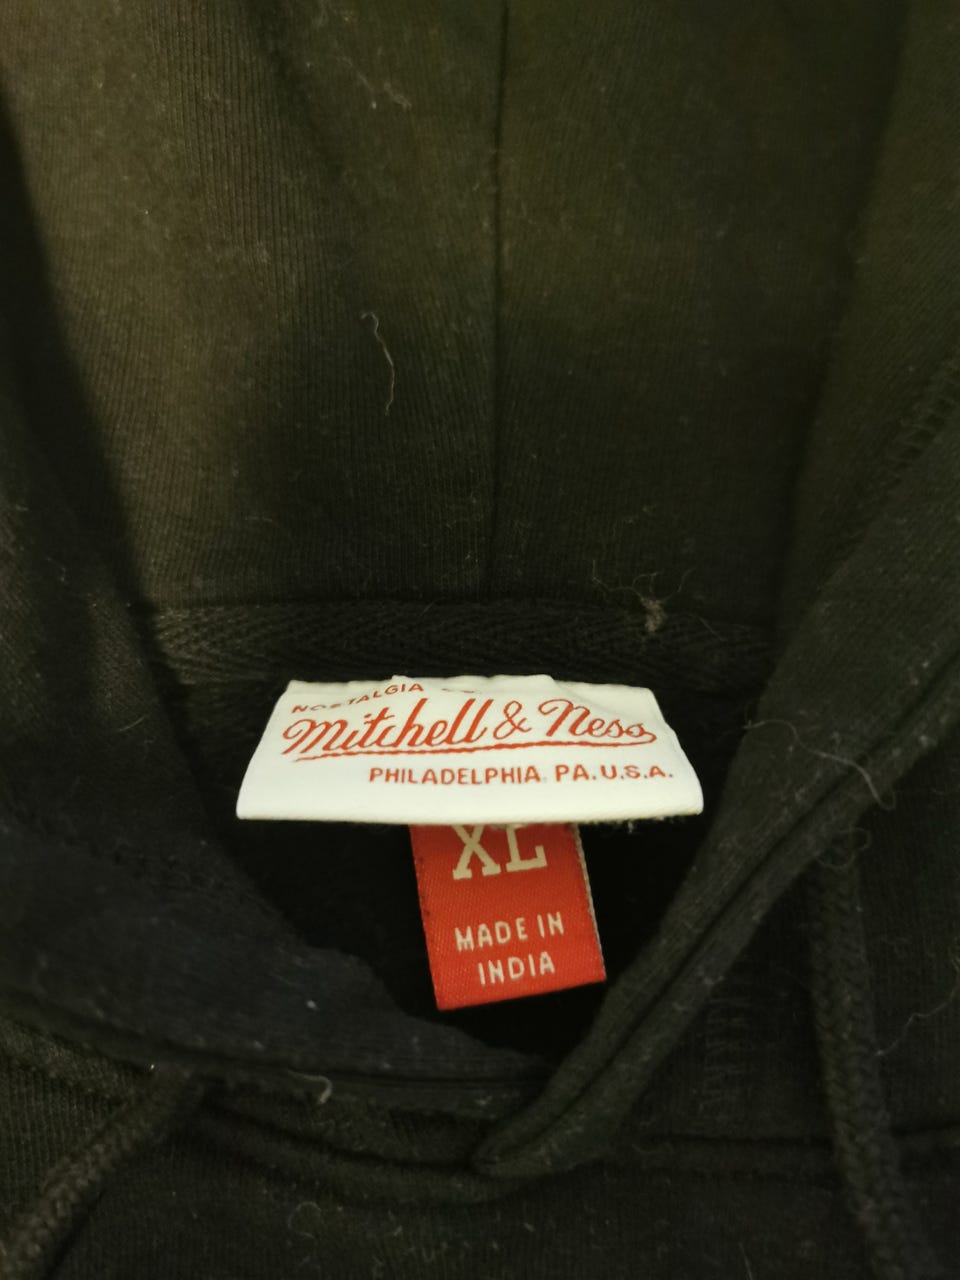 NOSTALGIA
Mitchell & Ness
PHILADELPHIA PA. U.S.A.
XL
MADE IN
INDIA